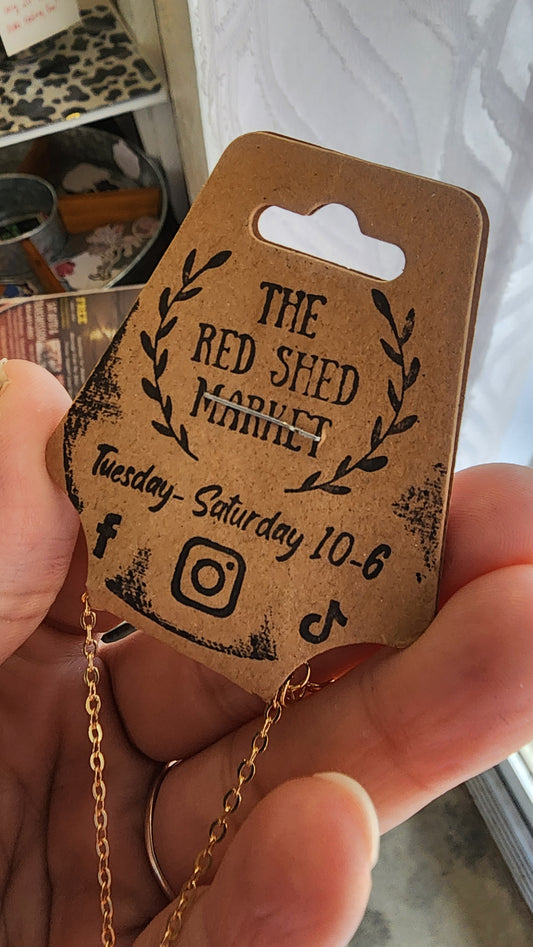 THE
RED SHED
MARKET
Tuesday- Saturday 10-6